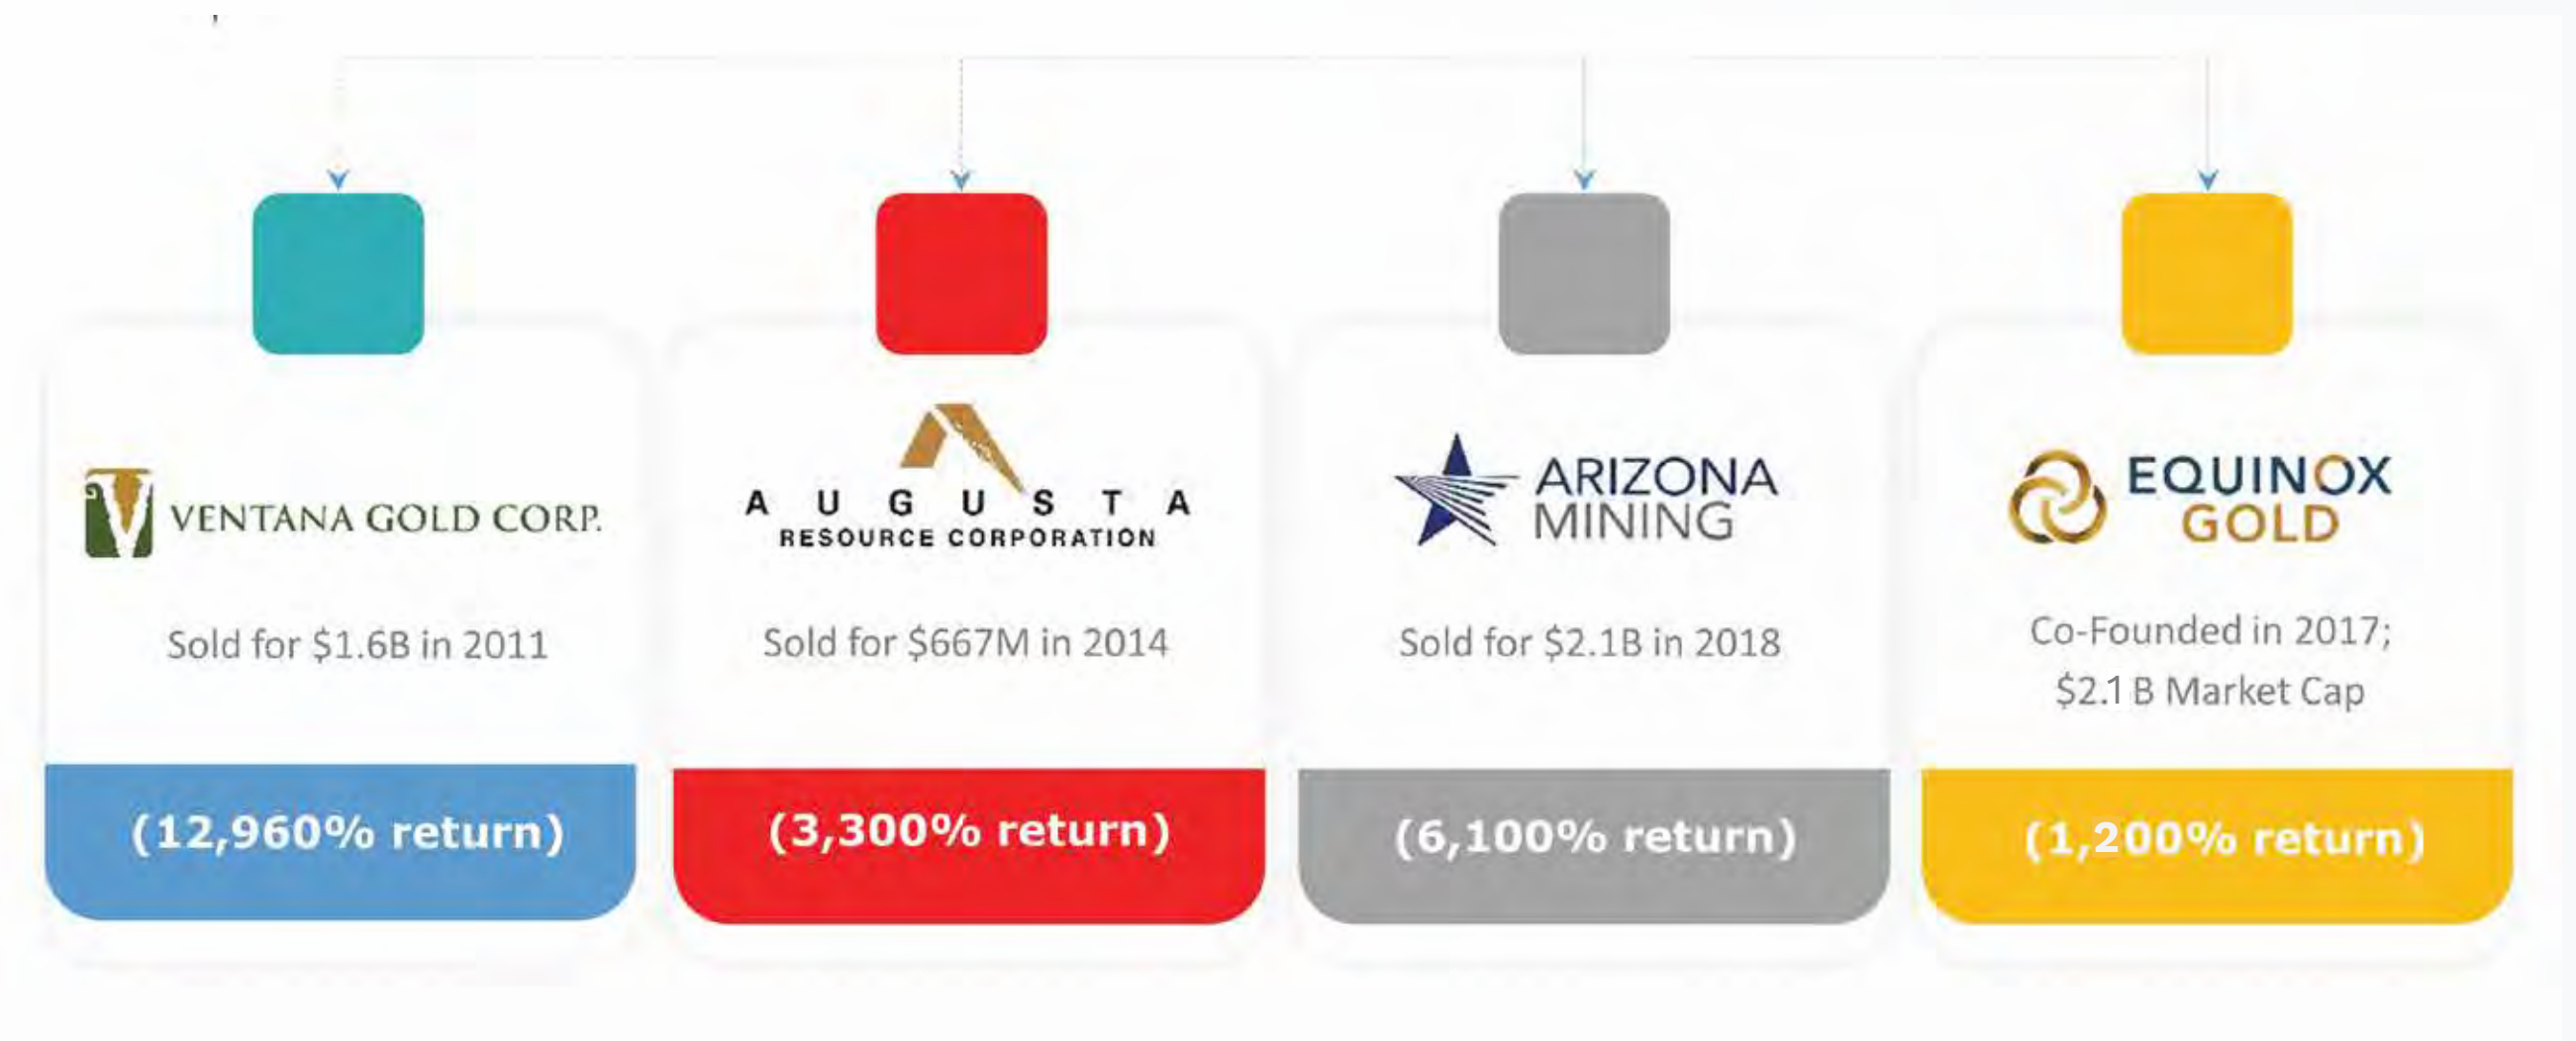 VENTANA GOLD CORP.
Sold for $1.6B in 2011
(12,960% return)
AUGUSTA
RESOURCE CORPORATION
Sold for $667M in 2014
(3,300% return)
ARIZONA
MINING
Sold for $2.1B in 2018
(6,100% return)
EQUINOX
GOLD
Co-Founded in 2017;
$2.1 B Market Cap
(1,200% return)